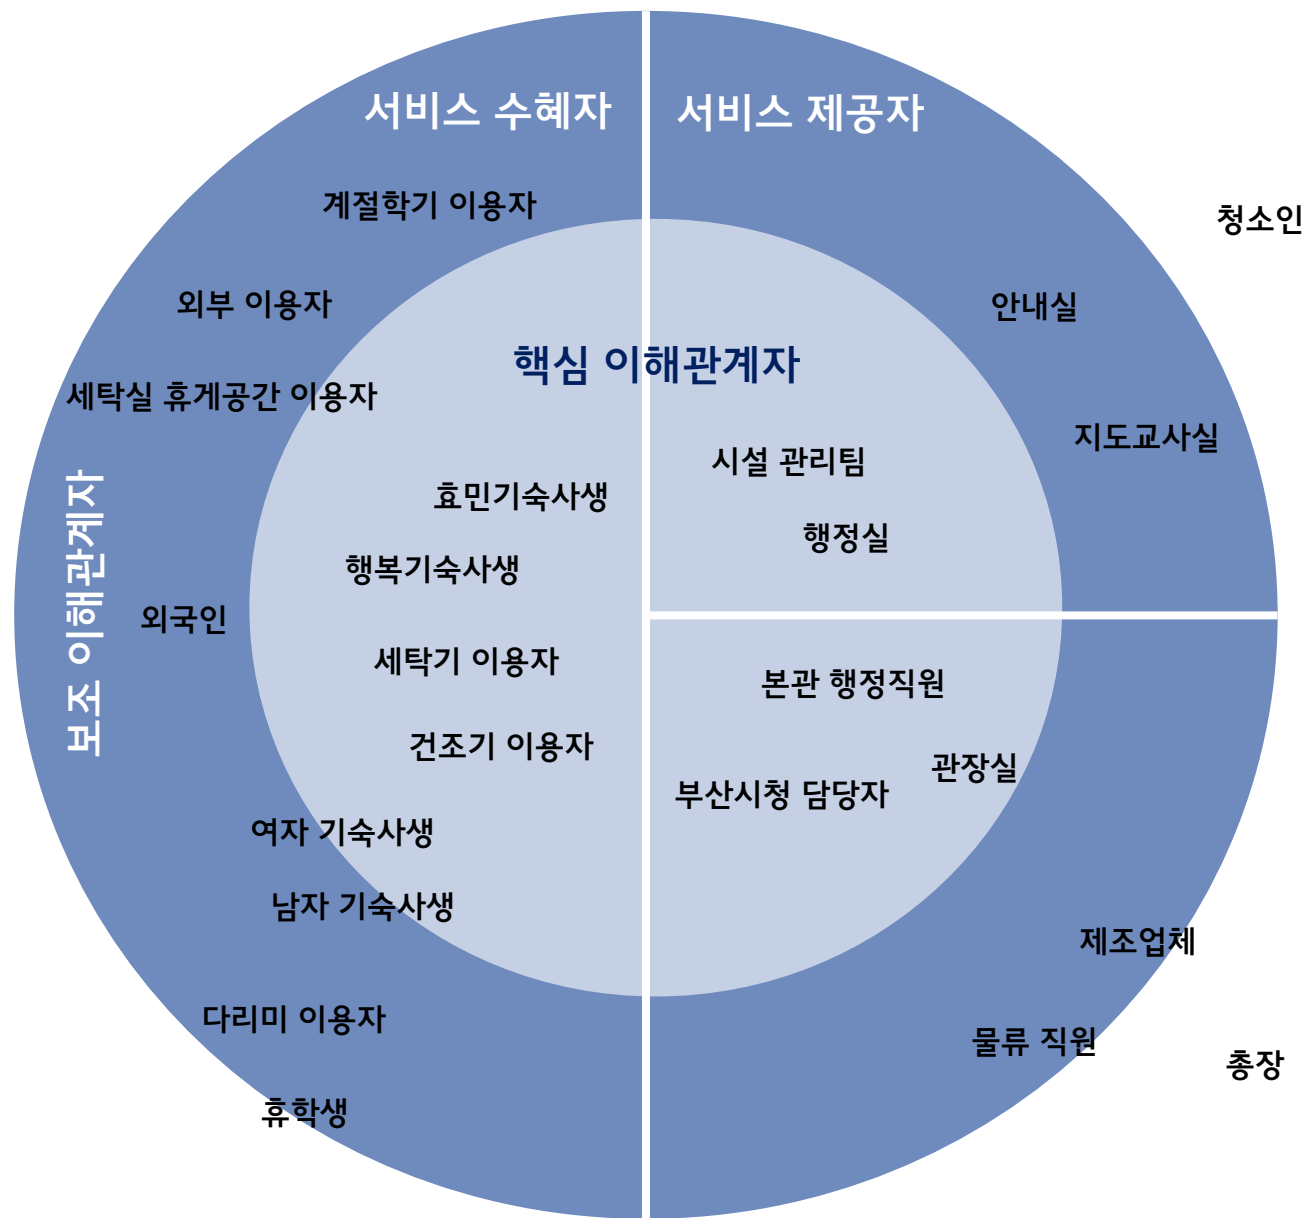 서비스 수혜자
서비스 제공자
계절학기 이용자
청소인
외부 이용자
안내실
핵심 이해관계자
세탁실 휴게공간 이용자
지도교사실
시설 관리팀
효민기숙사생
행정실
행복기숙사생
보조 이해관계자
외국인
세탁기 이용자
본관 행정직원
건조기 이용자
관장실
부산시청 담당자
여자 기숙사생
남자 기숙사생
제조업체
다리미 이용자
물류 직원
총장
휴학생